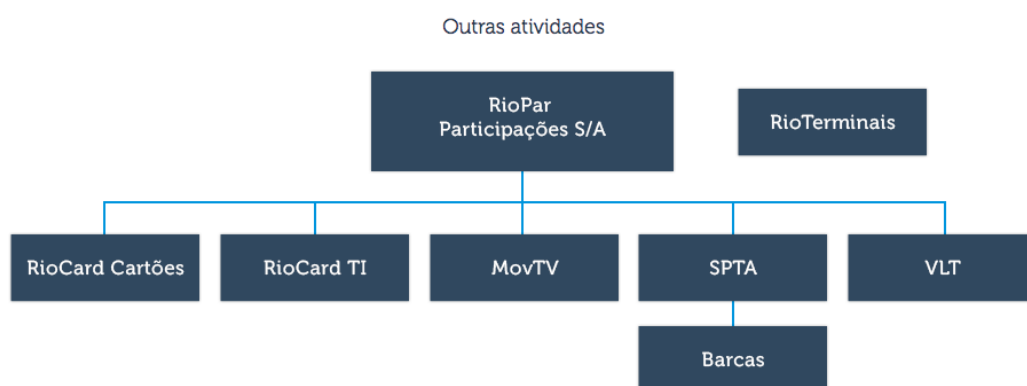 Outras atividades
RioPar
Participações S/A
RioTerminais
RioCard Cartões
RioCard TI
MovTV
SPTA
VLT
Barcas